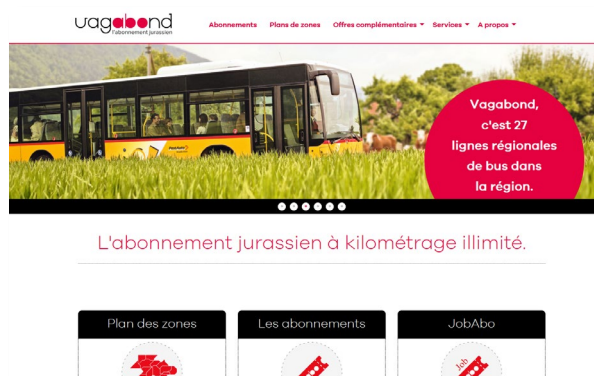 vagabond
l'abonnement jurassien
Abonnements Plans de zones Offres complémentaires Services A propos
Vagabond,
c'est 27
lignes régionales
de bus dans
la région.
PostAuto
L'abonnement jurassien à kilométrage illimité.
Plan des zones
Les abonnements
JobAbo
Job